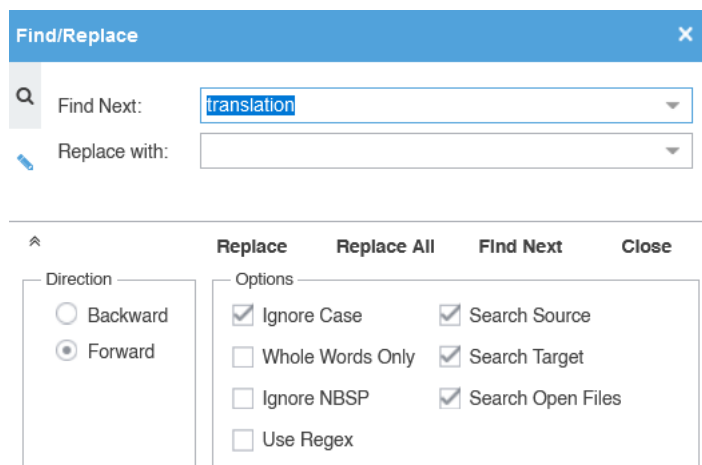 Find/Replace
Find Next: translation
Replace with:
Replace Replace All Find Next Close
Direction Options
Backward Ignore Case Search Source
Forward Whole Words Only Search Target
Ignore NBSP Search Open Files
Use Regex